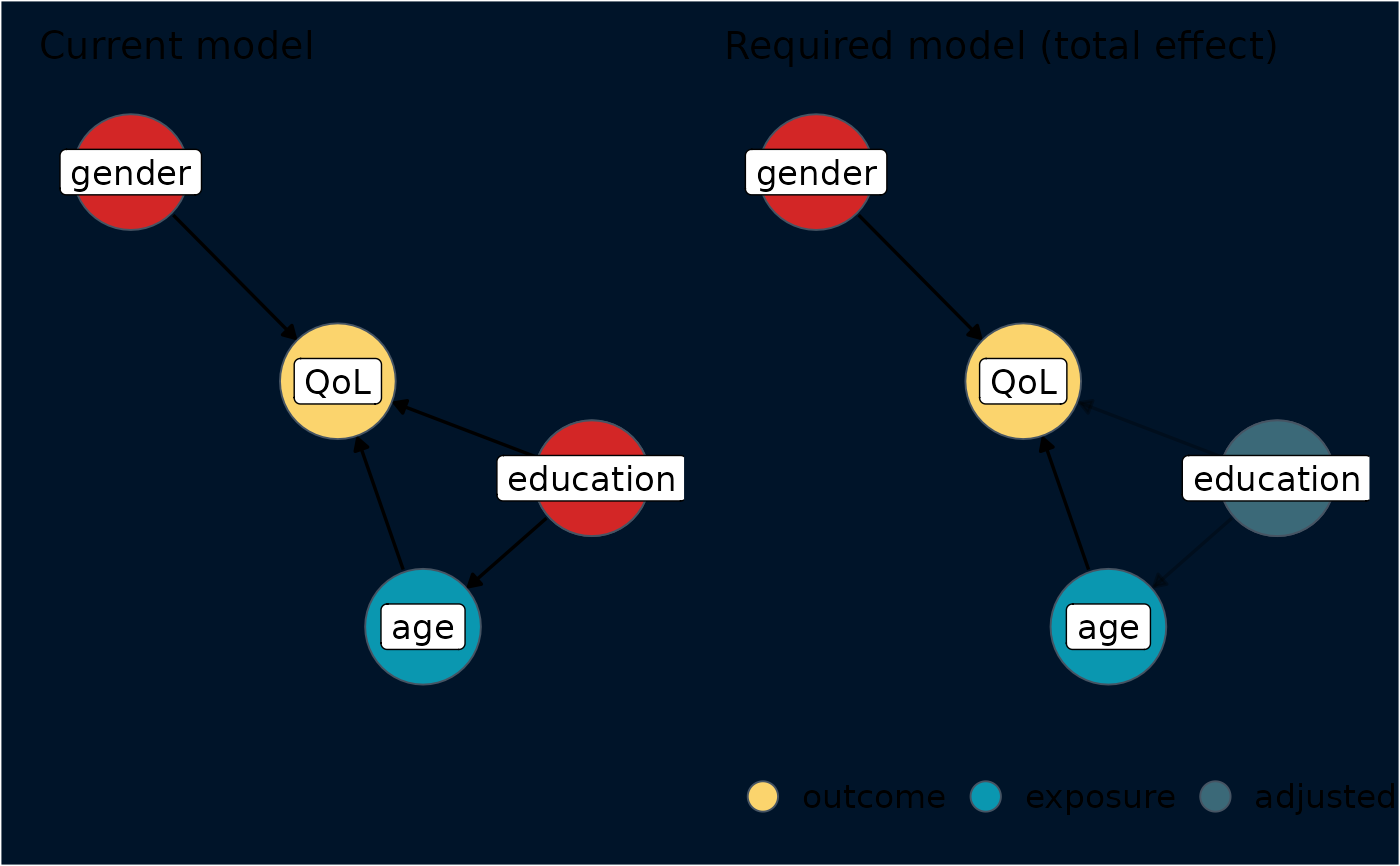 Current model
gender
QoL
education
age
Required model (total effect)
gender
QoL
education
age
outcome exposure adjusted